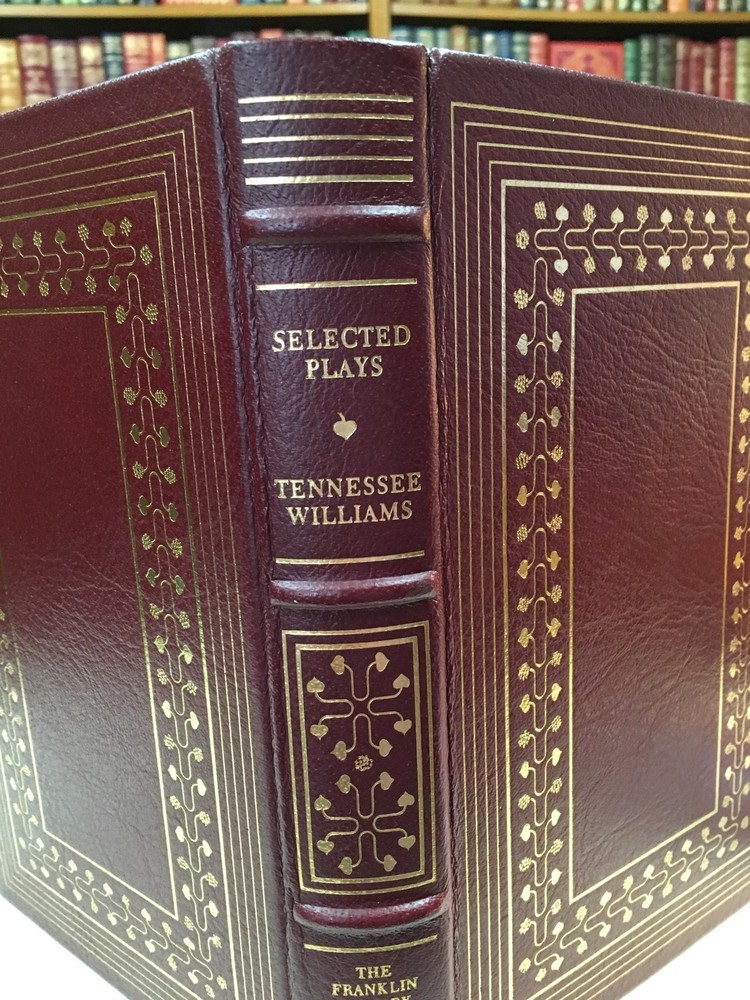 SELECTED
PLAYS
TENNESSEE
WILLIAMS
THE
FRANKLIN